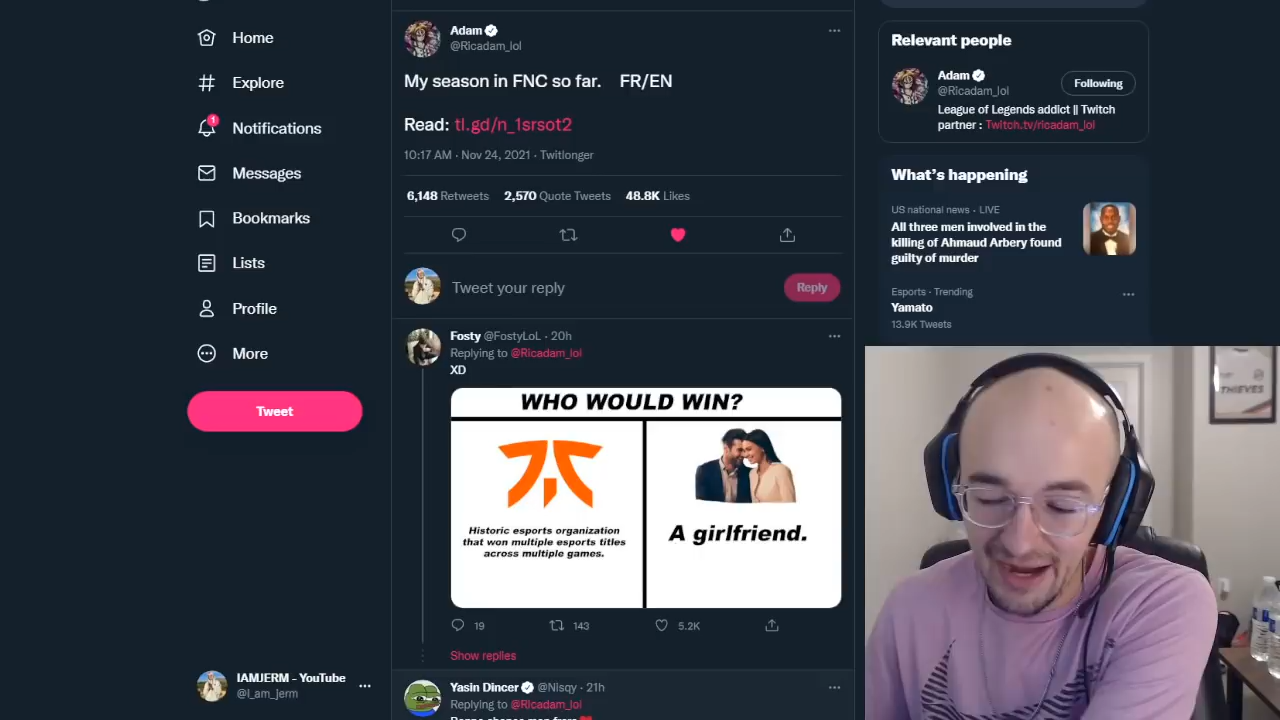 Home
Explore
1
Notifications
Messages
Bookmarks
Lists
Profile
More
Tweet
IAMJERM - YouTube
@I_am_Jerm
Adam
@Ricadam_lol
My season in FNC so far. FR/EN
Read: tl.gd/n_1srsot2
10:17 AM · Nov 24, 2021 · Twitlonger
6,148 Retweets 2,570 Quote Tweets 48.8K Likes
Tweet your reply
Reply
Fosty @FostyLoL · 20h
Replying to @Ricadam_lol
XD
WHO WOULD WIN?
Historic esports organization
that won multiple esports titles
across multiple games.
A girlfriend.
19 143 5.2K
Show replies
Yasin Dincer @Nisqy · 21h
Replying to @Ricadam_lol
Relevant people
Adam
@Ricadam_lol
Following
League of Legends addict || Twitch
partner : Twitch.tv/ricadam_lol
What's happening
US national news · LIVE
All three men involved in the
killing of Ahmaud Arbery found
guilty of murder
Esports · Trending
Yamato
13.9K Tweets
THIEVES